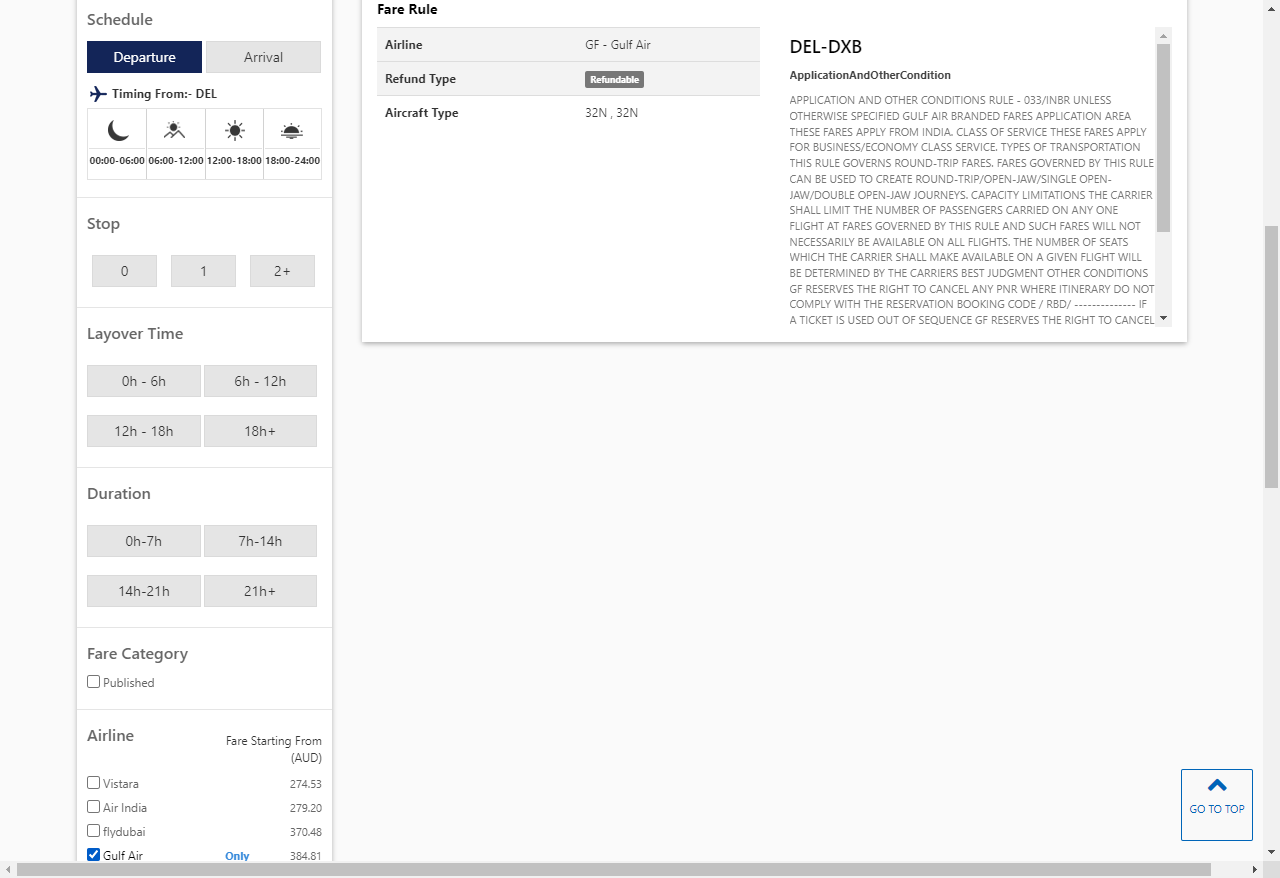 Schedule
Departure
Arrival
Timing From:- DEL
00:00-06:00
06:00-12:00
12:00-18:00
18:00-24:00
Stop
0
1
2+
Layover Time
0h - 6h
6h - 12h
12h - 18h
18h+
Duration
0h-7h
7h-14h
14h-21h
21h+
Fare Category
Published
Airline
Fare Starting From
(AUD)
Vistara 274.53
Air India 279.20
flydubai 370.48
Gulf Air Only 384.81
Fare Rule
Airline GF - Gulf Air
Refund Type Refundable
Aircraft Type 32N , 32N
DEL-DXB
ApplicationAndOtherCondition
APPLICATION AND OTHER CONDITIONS RULE - 033/INBR UNLESS
OTHERWISE SPECIFIED GULF AIR BRANDED FARES APPLICATION AREA
THESE FARES APPLY FROM INDIA. CLASS OF SERVICE THESE FARES APPLY
FOR BUSINESS/ECONOMY CLASS SERVICE. TYPES OF TRANSPORTATION
THIS RULE GOVERNS ROUND-TRIP FARES. FARES GOVERNED BY THIS RULE
CAN BE USED TO CREATE ROUND-TRIP/OPEN-JAW/SINGLE OPEN-
JAW/DOUBLE OPEN-JAW JOURNEYS. CAPACITY LIMITATIONS THE CARRIER
SHALL LIMIT THE NUMBER OF PASSENGERS CARRIED ON ANY ONE
FLIGHT AT FARES GOVERNED BY THIS RULE AND SUCH FARES WILL NOT
NECESSARILY BE AVAILABLE ON ALL FLIGHTS. THE NUMBER OF SEATS
WHICH THE CARRIER SHALL MAKE AVAILABLE ON A GIVEN FLIGHT WILL
BE DETERMINED BY THE CARRIERS BEST JUDGMENT OTHER CONDITIONS
GF RESERVES THE RIGHT TO CANCEL ANY PNR WHERE ITINERARY DO NOT
COMPLY WITH THE RESERVATION BOOKING CODE / RBD/ -------------- IF
A TICKET IS USED OUT OF SEQUENCE GF RESERVES THE RIGHT TO CANCEL
GO TO TOP